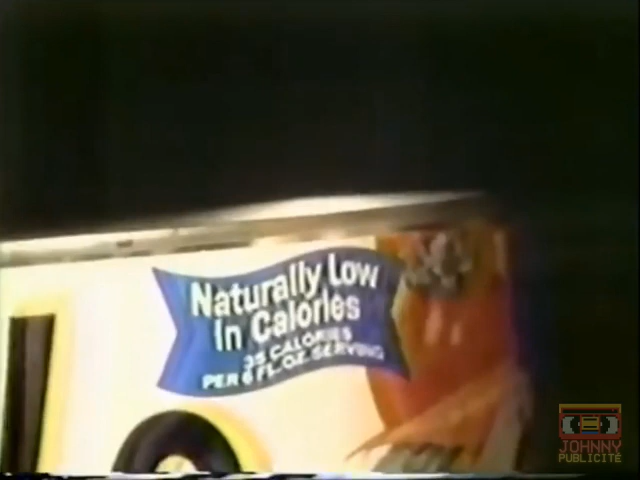 Naturally Low
In Calories
35 CALORIES
PER 6 FL.OZ. SERVING
JOHNNY
PUBLICITÉ